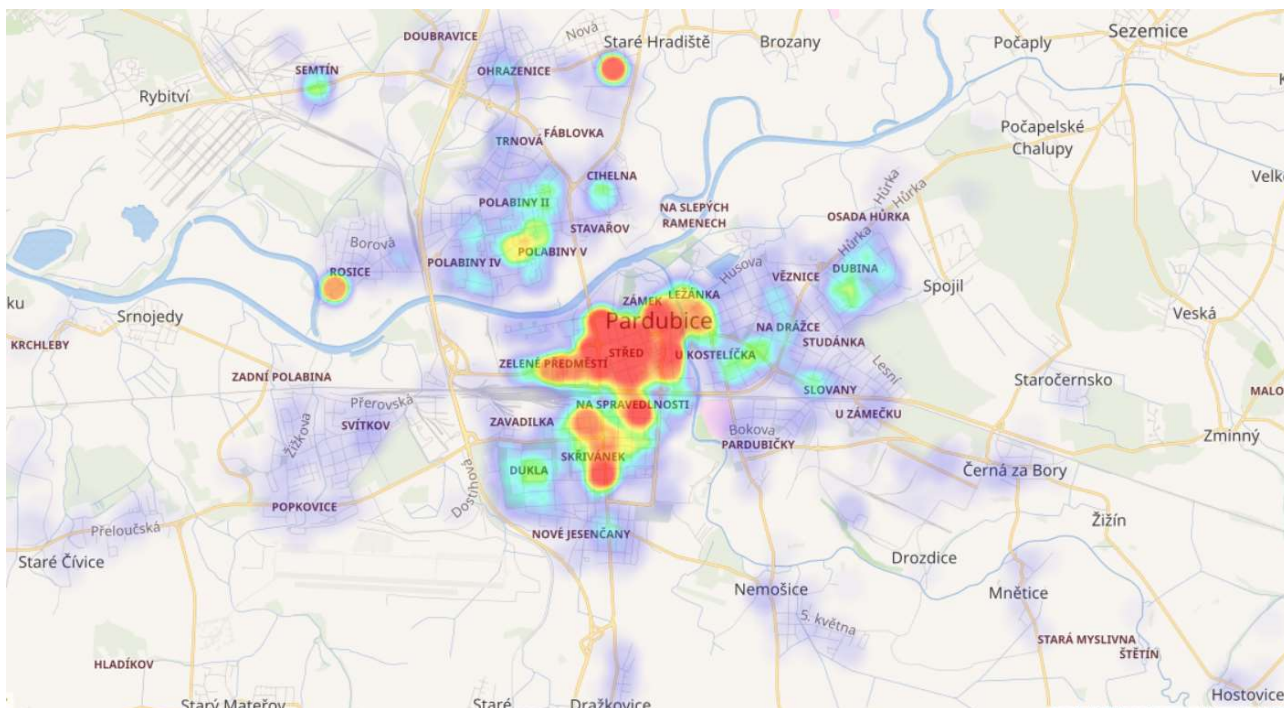 DOUBRAVICE
Nová
Staré Hradiště
Brozany
Počaply
Sezemice
SEMTÍN
OHRAZENICE
Rybitví
FÁBLOVKA
TRNOVÁ
Počapelské
Chalupy
CIHELNA
Velk
POLABINY II
NA SLEPÝCH
RAMENECH
Hůrka
Hůrka
OSADA HŮRKA
STAVAŘOV
Borová
POLABINY V
POLABINY IV
Hůrka
ROSICE
Husova
VĚZNICE
DUBINA
Spojil
ku
Srnojedy
ZÁMEK
LEŽÁNKA
Veská
Pardubice
NA DRÁŽCE
KRCHLEBY
STŘED
U KOSTELÍČKA
STUDÁNKA
ZELENÉ PŘEDMĚSTÍ
Lesní
ZADNÍ POLABINA
Staročernsko
SLOVANY
MALO
Přerovská
NA SPRAVEDLNOSTI
U ZÁMEČKU
Žižkova
SVÍTKOV
ZAVADILKA
Bokova
PARDUBIČKY
Zminný
SKŘIVÁNEK
DUKLA
Černá za Bory
Dostihová
POPKOVICE
Přeloučská
NOVÉ JESENČANY
Žižín
Staré Čívice
Drozdice
Nemošice
Mnětice
S. května
STARÁ MYSLIVNA
ŠTĚTÍN
HLADÍKOV
Hostovice
Starý Mateřov
Staré
Dražkovice